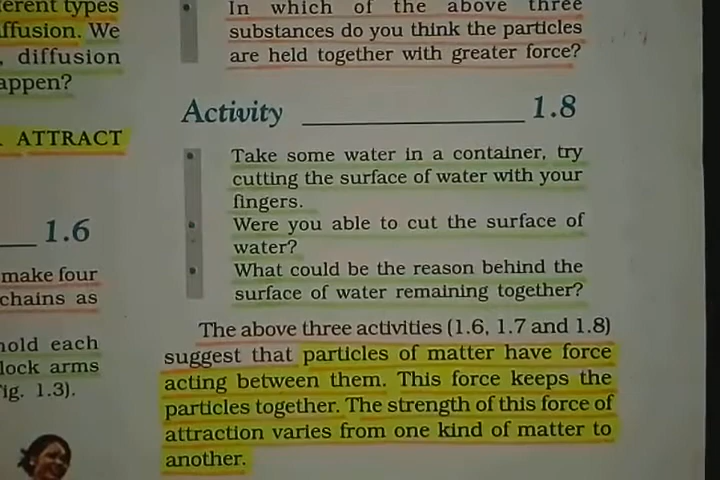 erent types
ffusion. We
, diffusion
appen?
ATTRACT
1.6
make four
chains as
hold each
lock arms
ig. 1.3).
In which of the above three
substances do you think the particles
are held together with greater force?
Activity 1.8
Take some water in a container, try
cutting the surface of water with your
fingers.
Were you able to cut the surface of
water?
What could be the reason behind the
surface of water remaining together?
The above three activities (1.6, 1.7 and 1.8)
suggest that particles of matter have force
acting between them. This force keeps the
particles together. The strength of this force of
attraction varies from one kind of matter to
another.